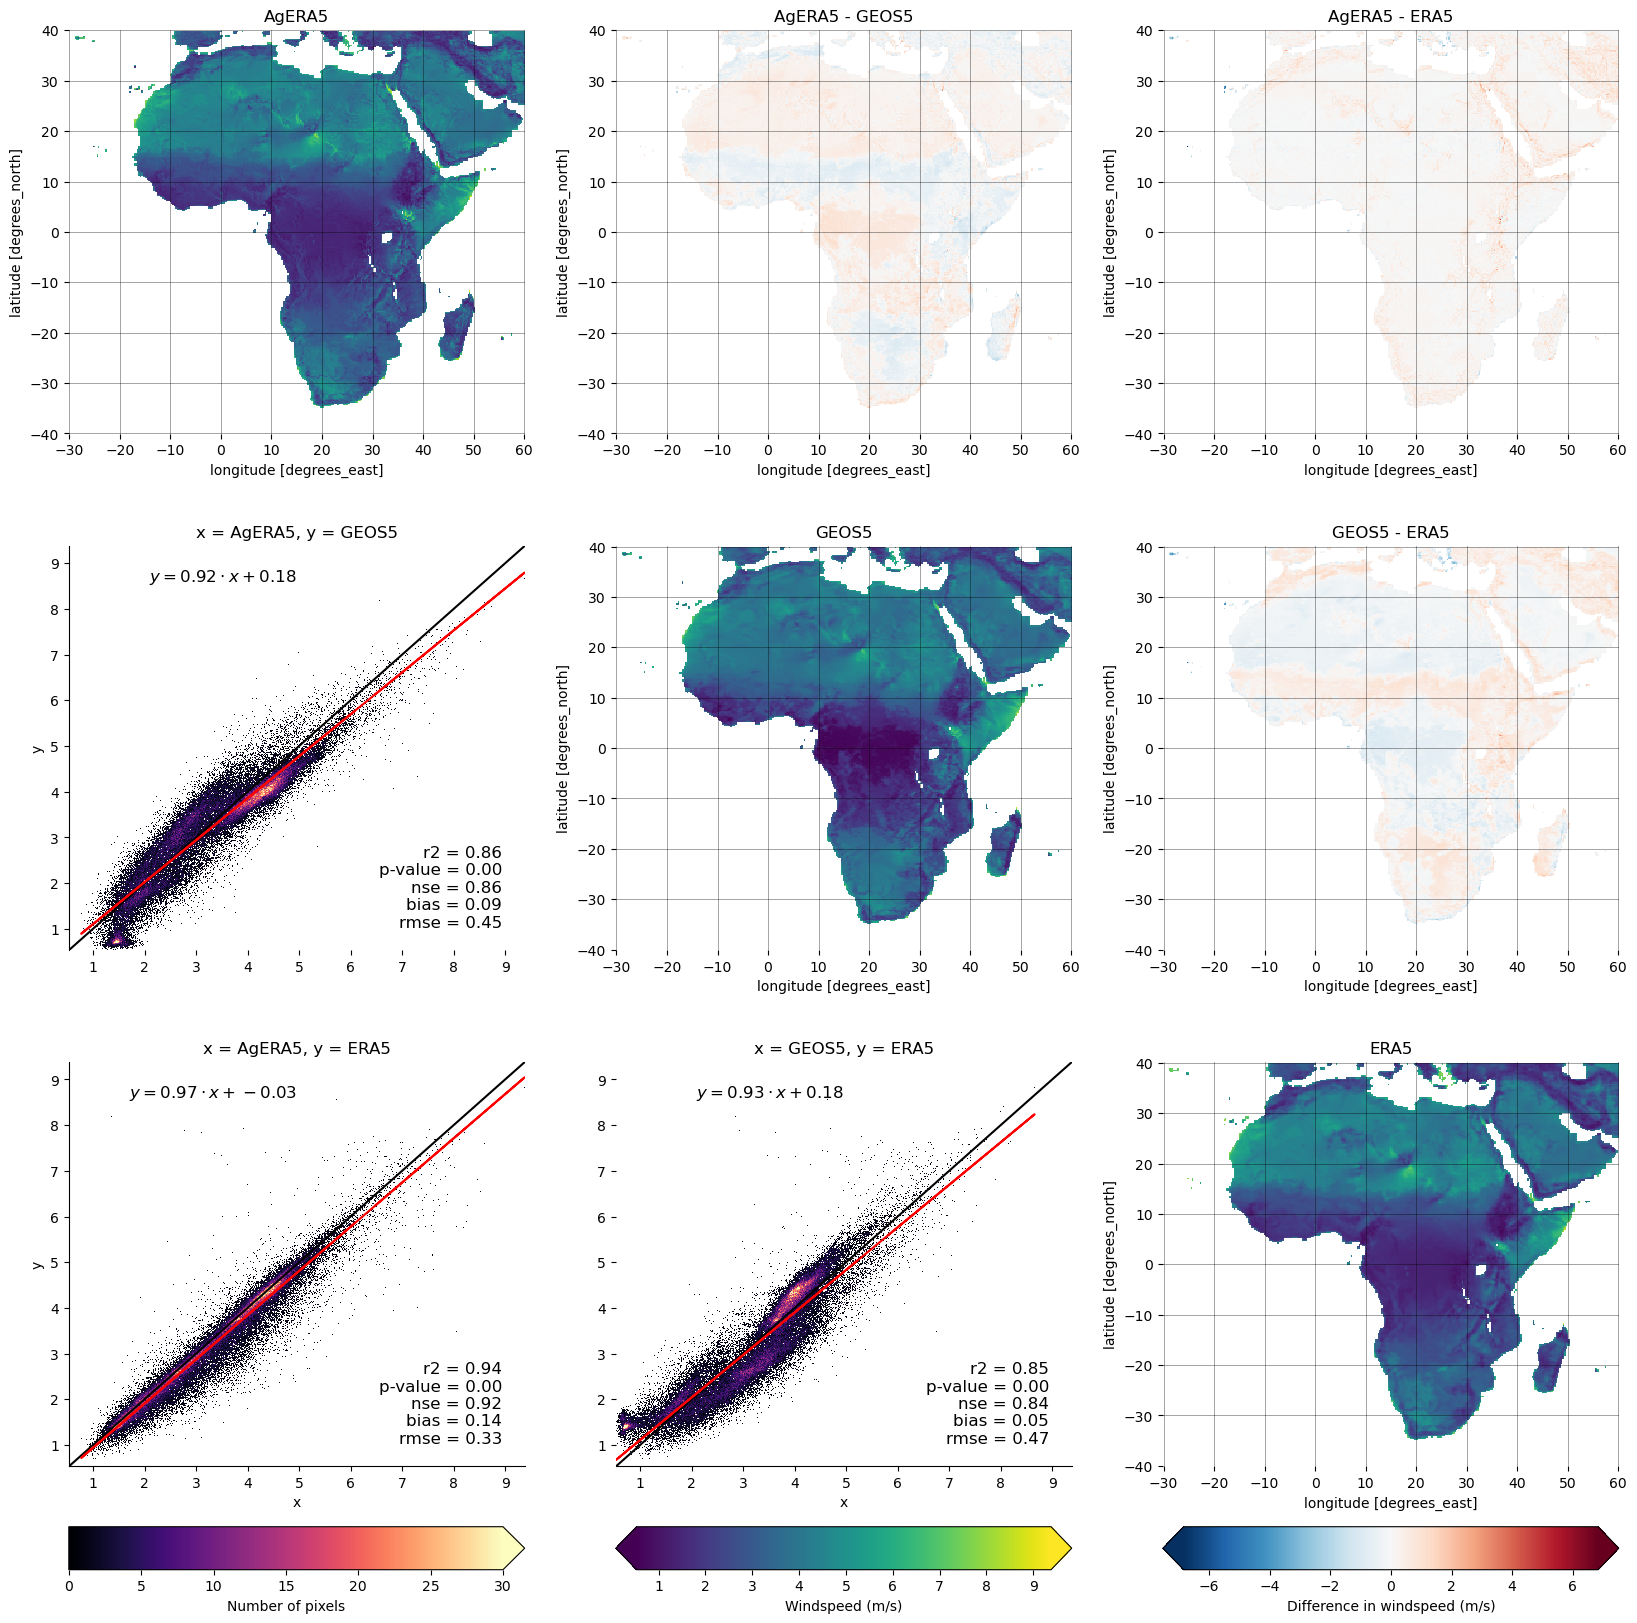 AgERA5
AgERA5 - GEOS5
AgERA5 - ERA5
40
30
20
10
0
−10
−20
−30
−40
latitude [degrees_north]
−30 −20 −10 0 10 20 30 40 50 60
longitude [degrees_east]
40
30
20
10
0
−10
−20
−30
−40
latitude [degrees_north]
−30 −20 −10 0 10 20 30 40 50 60
longitude [degrees_east]
40
30
20
10
0
−10
−20
−30
−40
latitude [degrees_north]
−30 −20 −10 0 10 20 30 40 50 60
longitude [degrees_east]
x = AgERA5, y = GEOS5
y = 0.92 · x + 0.18
9
8
7
6
5
4
3
2
1
y
r2 = 0.86
p-value = 0.00
nse = 0.86
bias = 0.09
rmse = 0.45
1 2 3 4 5 6 7 8 9
GEOS5
40
30
20
10
0
−10
−20
−30
−40
latitude [degrees_north]
−30 −20 −10 0 10 20 30 40 50 60
longitude [degrees_east]
GEOS5 - ERA5
40
30
20
10
0
−10
−20
−30
−40
latitude [degrees_north]
−30 −20 −10 0 10 20 30 40 50 60
longitude [degrees_east]
x = AgERA5, y = ERA5
y = 0.97 · x + −0.03
9
8
7
6
5
4
3
2
1
y
r2 = 0.94
p-value = 0.00
nse = 0.92
bias = 0.14
rmse = 0.33
1 2 3 4 5 6 7 8 9
x
x = GEOS5, y = ERA5
y = 0.93 · x + 0.18
9
8
7
6
5
4
3
2
1
r2 = 0.85
p-value = 0.00
nse = 0.84
bias = 0.05
rmse = 0.47
1 2 3 4 5 6 7 8 9
x
ERA5
40
30
20
10
0
−10
−20
−30
−40
latitude [degrees_north]
−30 −20 −10 0 10 20 30 40 50 60
longitude [degrees_east]
0 5 10 15 20 25 30
Number of pixels
1 2 3 4 5 6 7 8 9
Windspeed (m/s)
−6 −4 −2 0 2 4 6
Difference in windspeed (m/s)